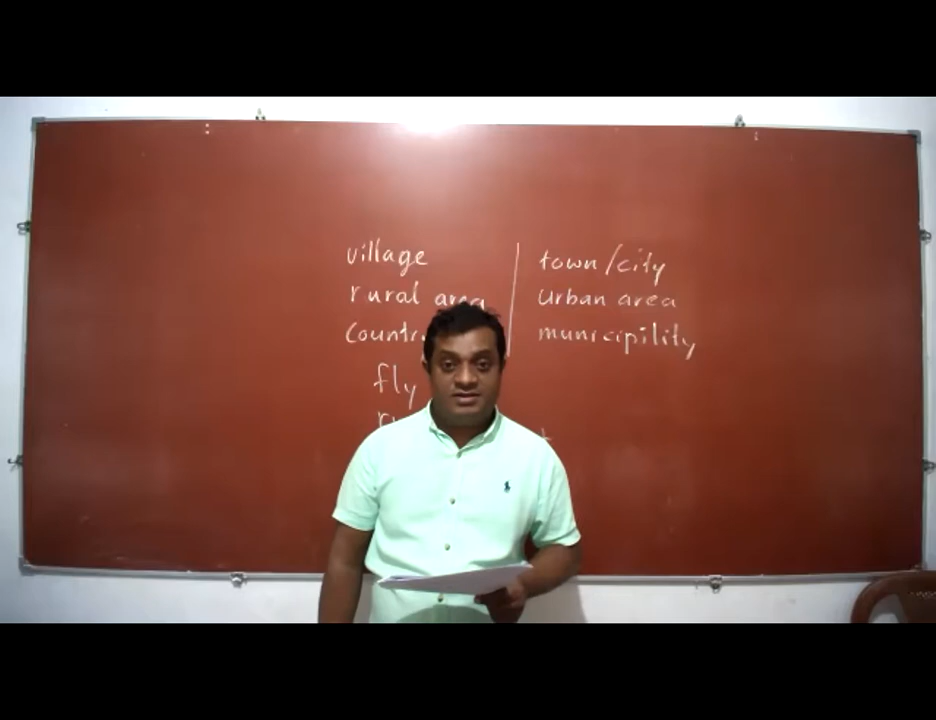 village
town/city
rural area
urban area
municipility
fly